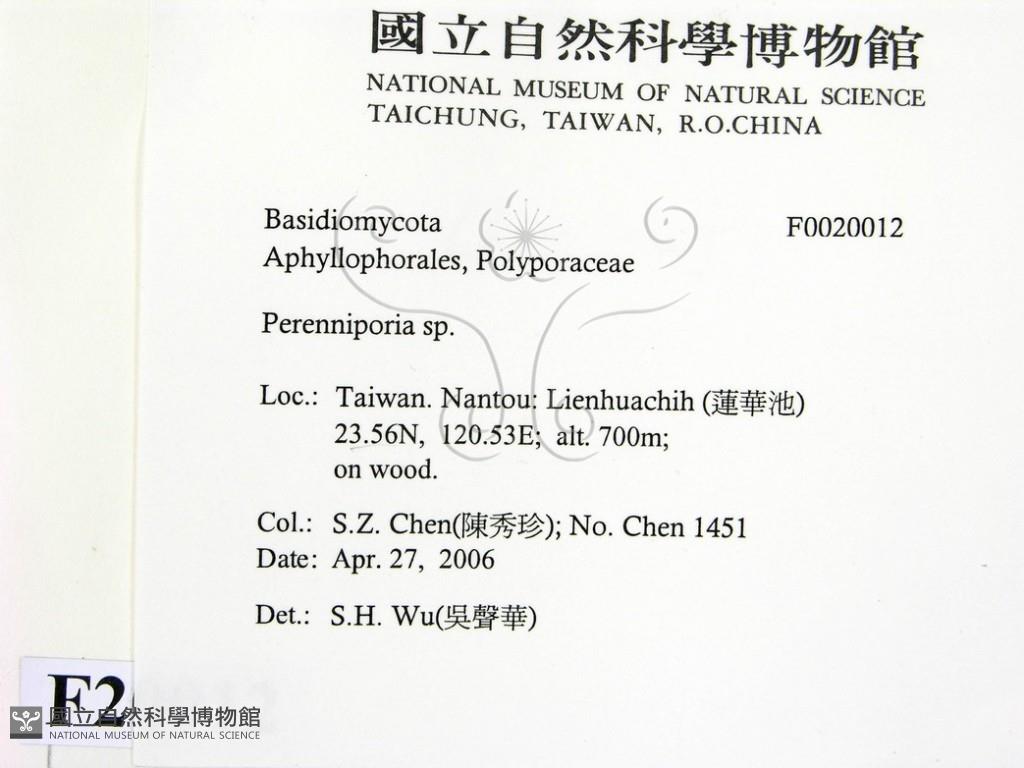 國立自然科學博物館
NATIONAL MUSEUM OF NATURAL SCIENCE
TAICHUNG, TAIWAN, R.O.CHINA
Basidiomycota F0020012
Aphyllophorales, Polyporaceae
Perenniporia sp.
Loc.: Taiwan. Nantou: Lienhuachih (蓮華池)
23.56N, 120.53E; alt. 700m;
on wood.
Col.: S.Z. Chen(陳秀珍); No. Chen 1451
Date: Apr. 27, 2006
Det.: S.H. Wu(吳聲華)
F2
國立自然科學博物館
NATIONAL MUSEUM OF NATURAL SCIENCE